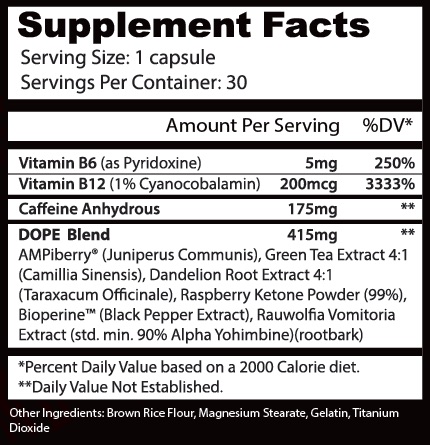 Supplement Facts
Serving Size: 1 capsule
Servings Per Container: 30
Amount Per Serving %DV*
Vitamin B6 (as Pyridoxine) 5mg 250%
Vitamin B12 (1% Cyanocobalamin) 200mcg 3333%
Caffeine Anhydrous 175mg **
DOPE Blend 415mg **
AMPiberry® (Juniperus Communis), Green Tea Extract 4:1
(Camillia Sinensis), Dandelion Root Extract 4:1
(Taraxacum Officinale), Raspberry Ketone Powder (99%),
Bioperine™ (Black Pepper Extract), Rauwolfia Vomitoria
Extract (std. min. 90% Alpha Yohimbine)(rootbark)
*Percent Daily Value based on a 2000 Calorie diet.
**Daily Value Not Established.
Other Ingredients: Brown Rice Flour, Magnesium Stearate, Gelatin, Titanium
Dioxide